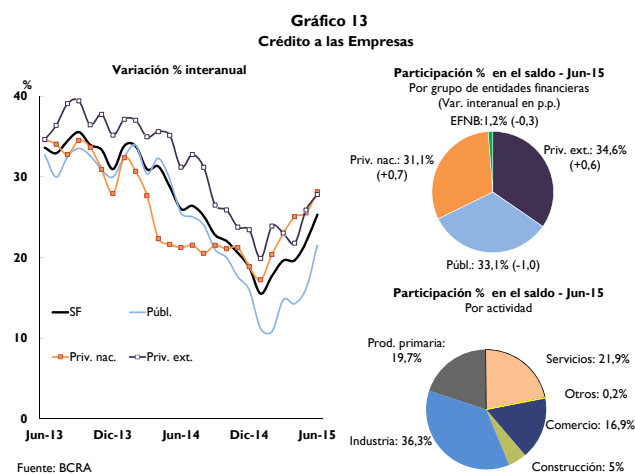 Gráfico 13
Crédito a las Empresas
Variación % interanual
%
40
30
20
10
0
SF
Públ.
Priv. nac.
Priv. ext.
Jun-13
Dic-13
Jun-14
Dic-14
Jun-15
Participación % en el saldo - Jun-15
Por grupo de entidades financieras
(Var. interanual en p.p.)
EFNB:1,2% (-0,3)
Priv. ext.: 34,6%
(+0,6)
Priv. nac.: 31,1%
(+0,7)
Públ.: 33,1% (-1,0)
Participación % en el saldo - Jun-15
Por actividad
Prod. primaria:
19,7%
Servicios: 21,9%
Otros: 0,2%
Comercio: 16,9%
Industria: 36,3%
Construcción: 5%
Fuente: BCRA